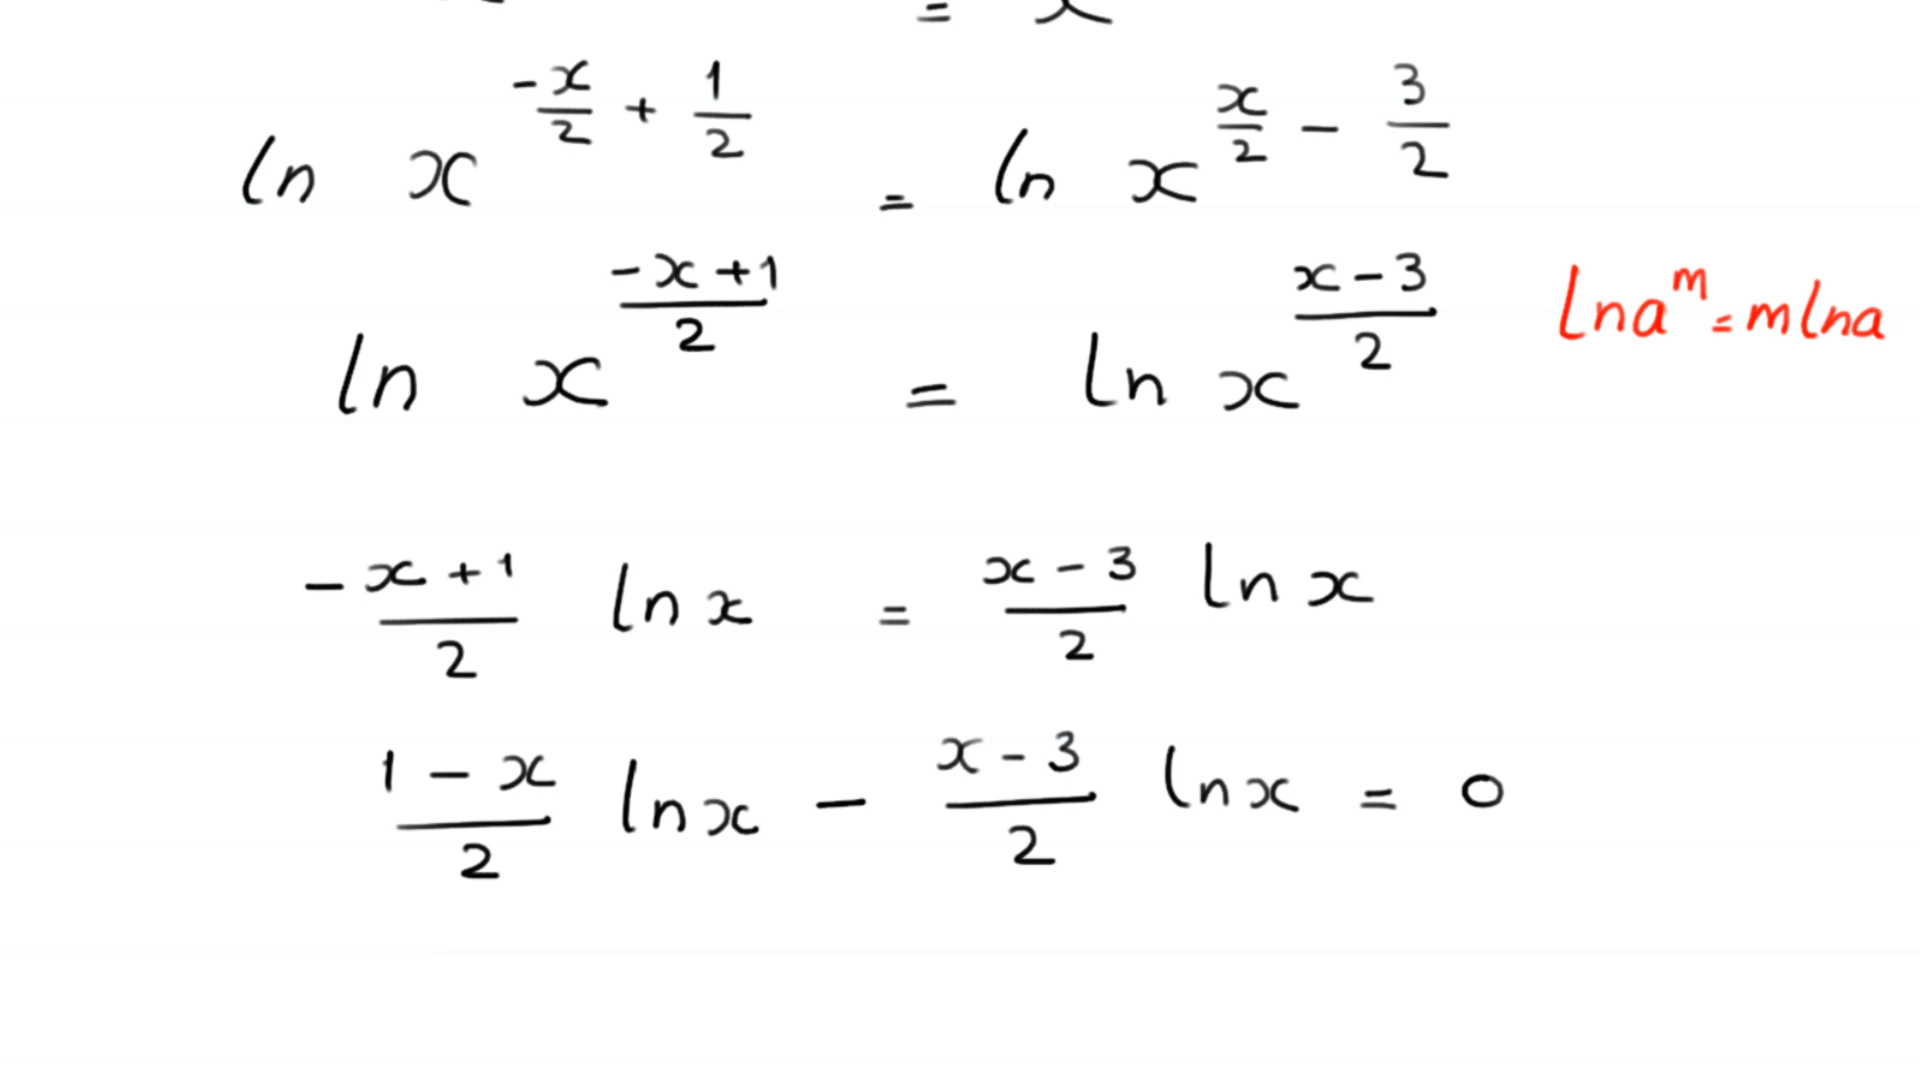 = x
ln x^(-x/2 + 1/2) = ln x^(x/2 - 3/2)
ln x^((-x+1)/2) = ln x^((x-3)/2) ln a^m = m ln a
-(x+1)/2 ln x = (x-3)/2 ln x
(1-x)/2 ln x - (x-3)/2 ln x = 0